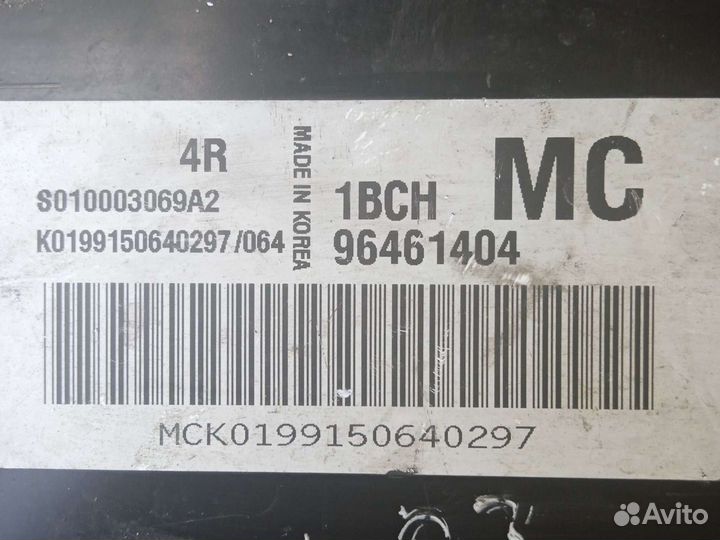 4R
S010003069A2
K0199150640297/064
MADE IN KOREA
1BCH
MC
96461404
MCK0199150640297
Avito